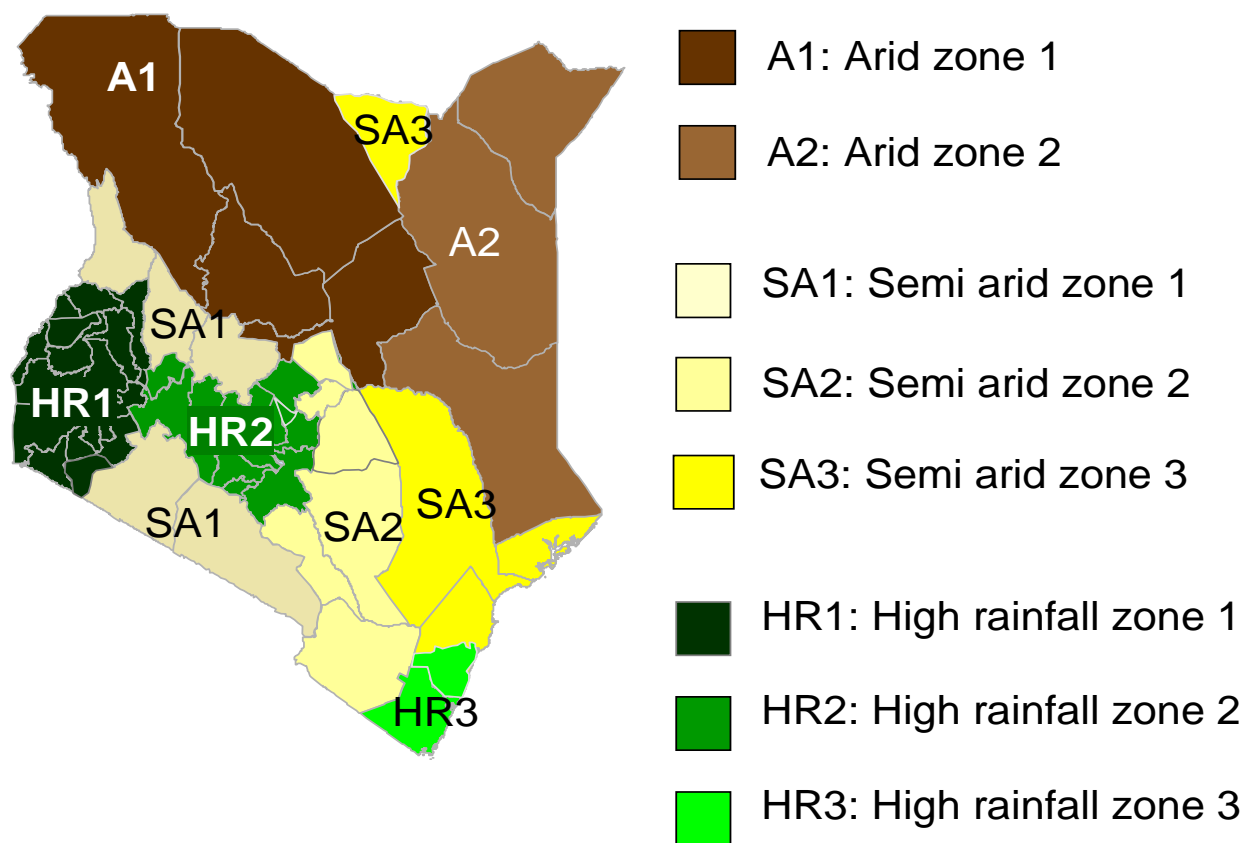 A1
SA3
A2
SA1
HR1
HR2
SA3
SA1
SA2
HR3
A1: Arid zone 1
A2: Arid zone 2
SA1: Semi arid zone 1
SA2: Semi arid zone 2
SA3: Semi arid zone 3
HR1: High rainfall zone 1
HR2: High rainfall zone 2
HR3: High rainfall zone 3